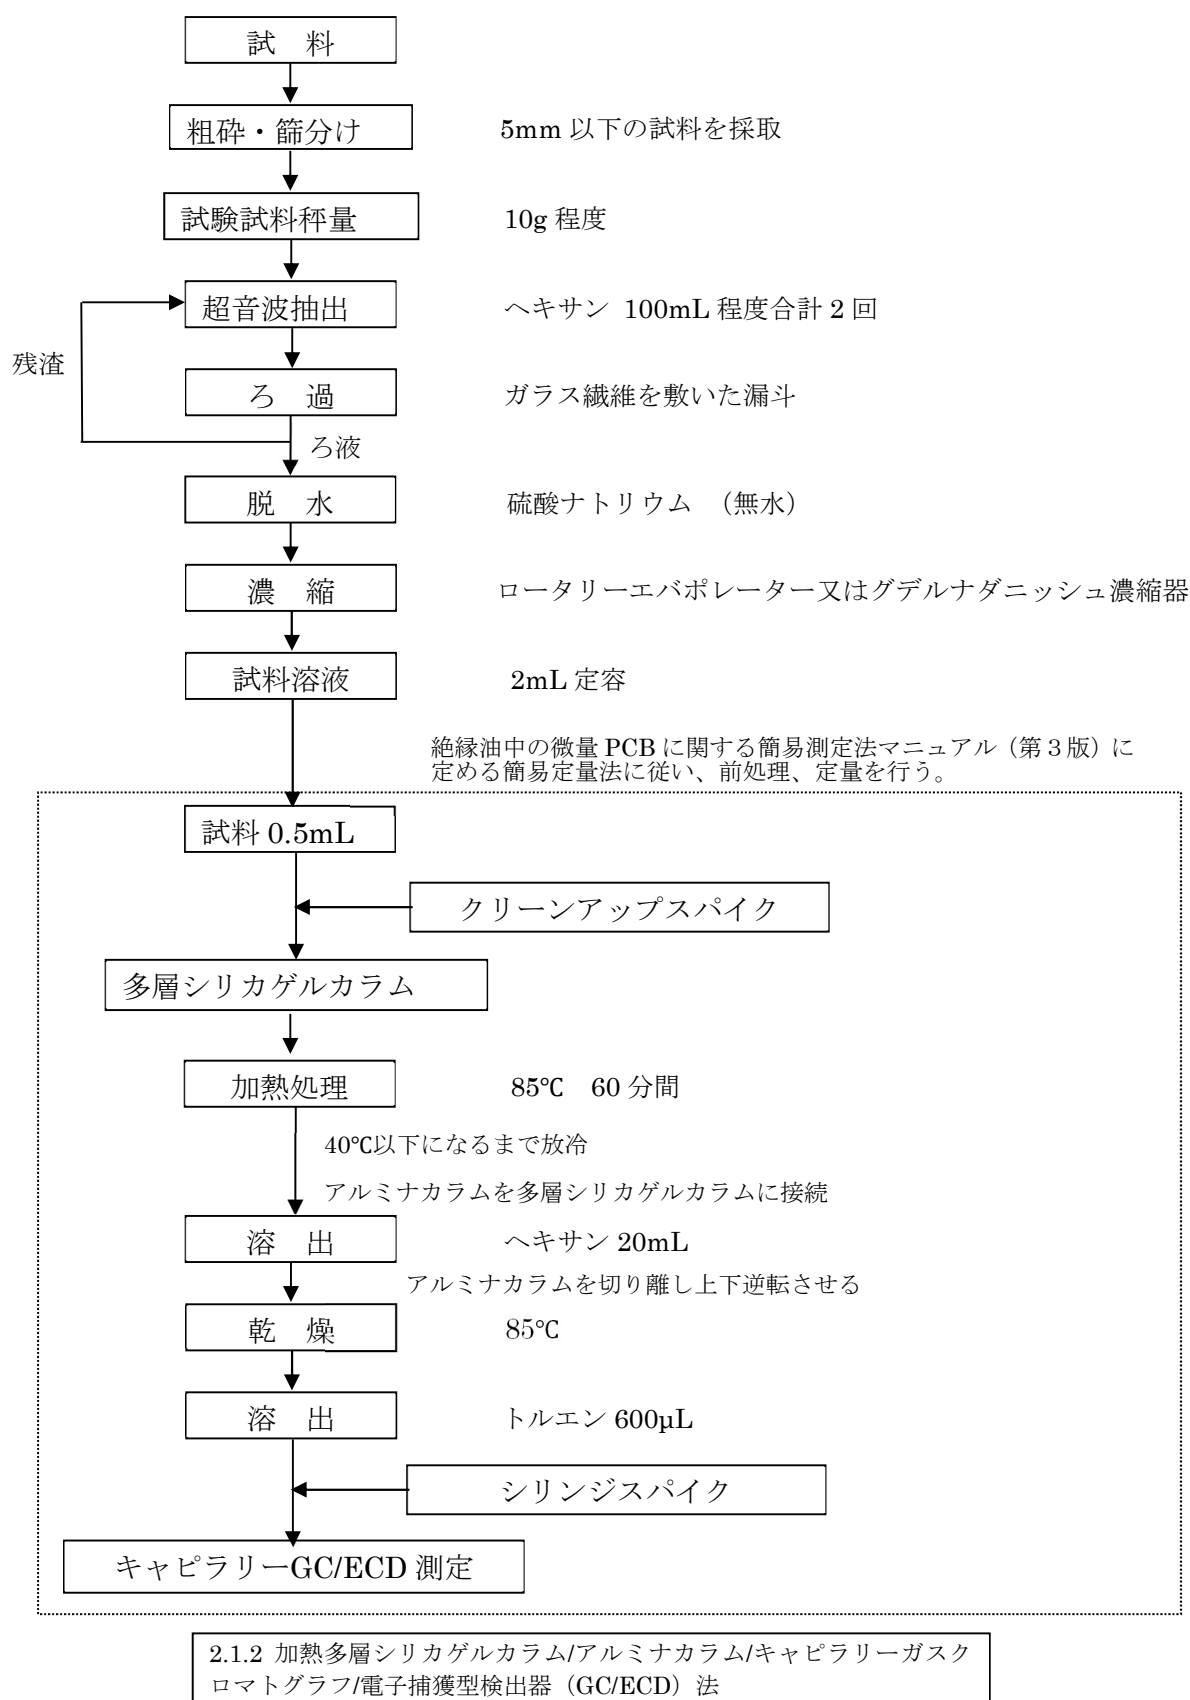 試　料
粗砕・篩分け　5mm 以下の試料を採取
試験試料秤量　10g 程度
超音波抽出　ヘキサン 100mL 程度合計 2 回
残渣
ろ　過　ガラス繊維を敷いた漏斗
ろ液
脱　水　硫酸ナトリウム （無水）
濃　縮　ロータリーエバポレーター又はグデルナダニッシュ濃縮器
試料溶液　2mL 定容
絶縁油中の微量 PCB に関する簡易測定法マニュアル（第３版）に
定める簡易定量法に従い、前処理、定量を行う。
試料 0.5mL
クリーンアップスパイク
多層シリカゲルカラム
加熱処理　85℃　60 分間
40℃以下になるまで放冷
アルミナカラムを多層シリカゲルカラムに接続
溶　出　ヘキサン 20mL
アルミナカラムを切り離し上下逆転させる
乾　燥　85℃
溶　出　トルエン 600µL
シリンジスパイク
キャピラリーGC/ECD 測定
2.1.2 加熱多層シリカゲルカラム/アルミナカラム/キャピラリーガスク
ロマトグラフ/電子捕獲型検出器（GC/ECD）法